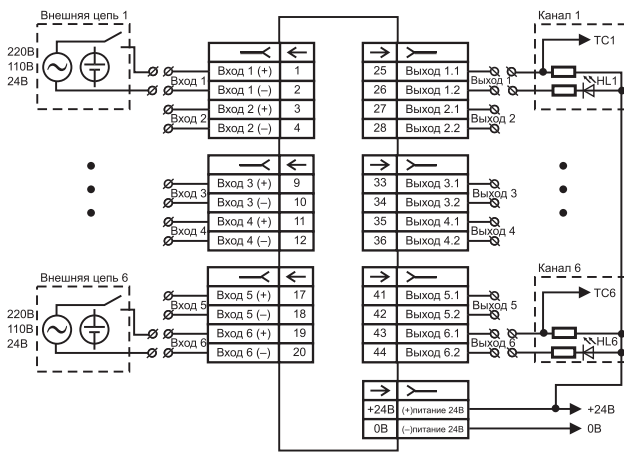 Внешняя цепь 1
220В
110В
24В
Вход 1
Вход 2
Вход 1 (+) 1
Вход 1 (–) 2
Вход 2 (+) 3
Вход 2 (–) 4
25 Выход 1.1
26 Выход 1.2
27 Выход 2.1
28 Выход 2.2
Выход 1
Выход 2
Канал 1
ТС1
HL1
Вход 3
Вход 4
Вход 3 (+) 9
Вход 3 (–) 10
Вход 4 (+) 11
Вход 4 (–) 12
33 Выход 3.1
34 Выход 3.2
35 Выход 4.1
36 Выход 4.2
Выход 3
Выход 4
Внешняя цепь 6
220В
110В
24В
Вход 5
Вход 6
Вход 5 (+) 17
Вход 5 (–) 18
Вход 6 (+) 19
Вход 6 (–) 20
41 Выход 5.1
42 Выход 5.2
43 Выход 6.1
44 Выход 6.2
Выход 5
Выход 6
Канал 6
ТС6
HL6
+24В (+)питание 24В
0В (–)питание 24В
+24В
0В